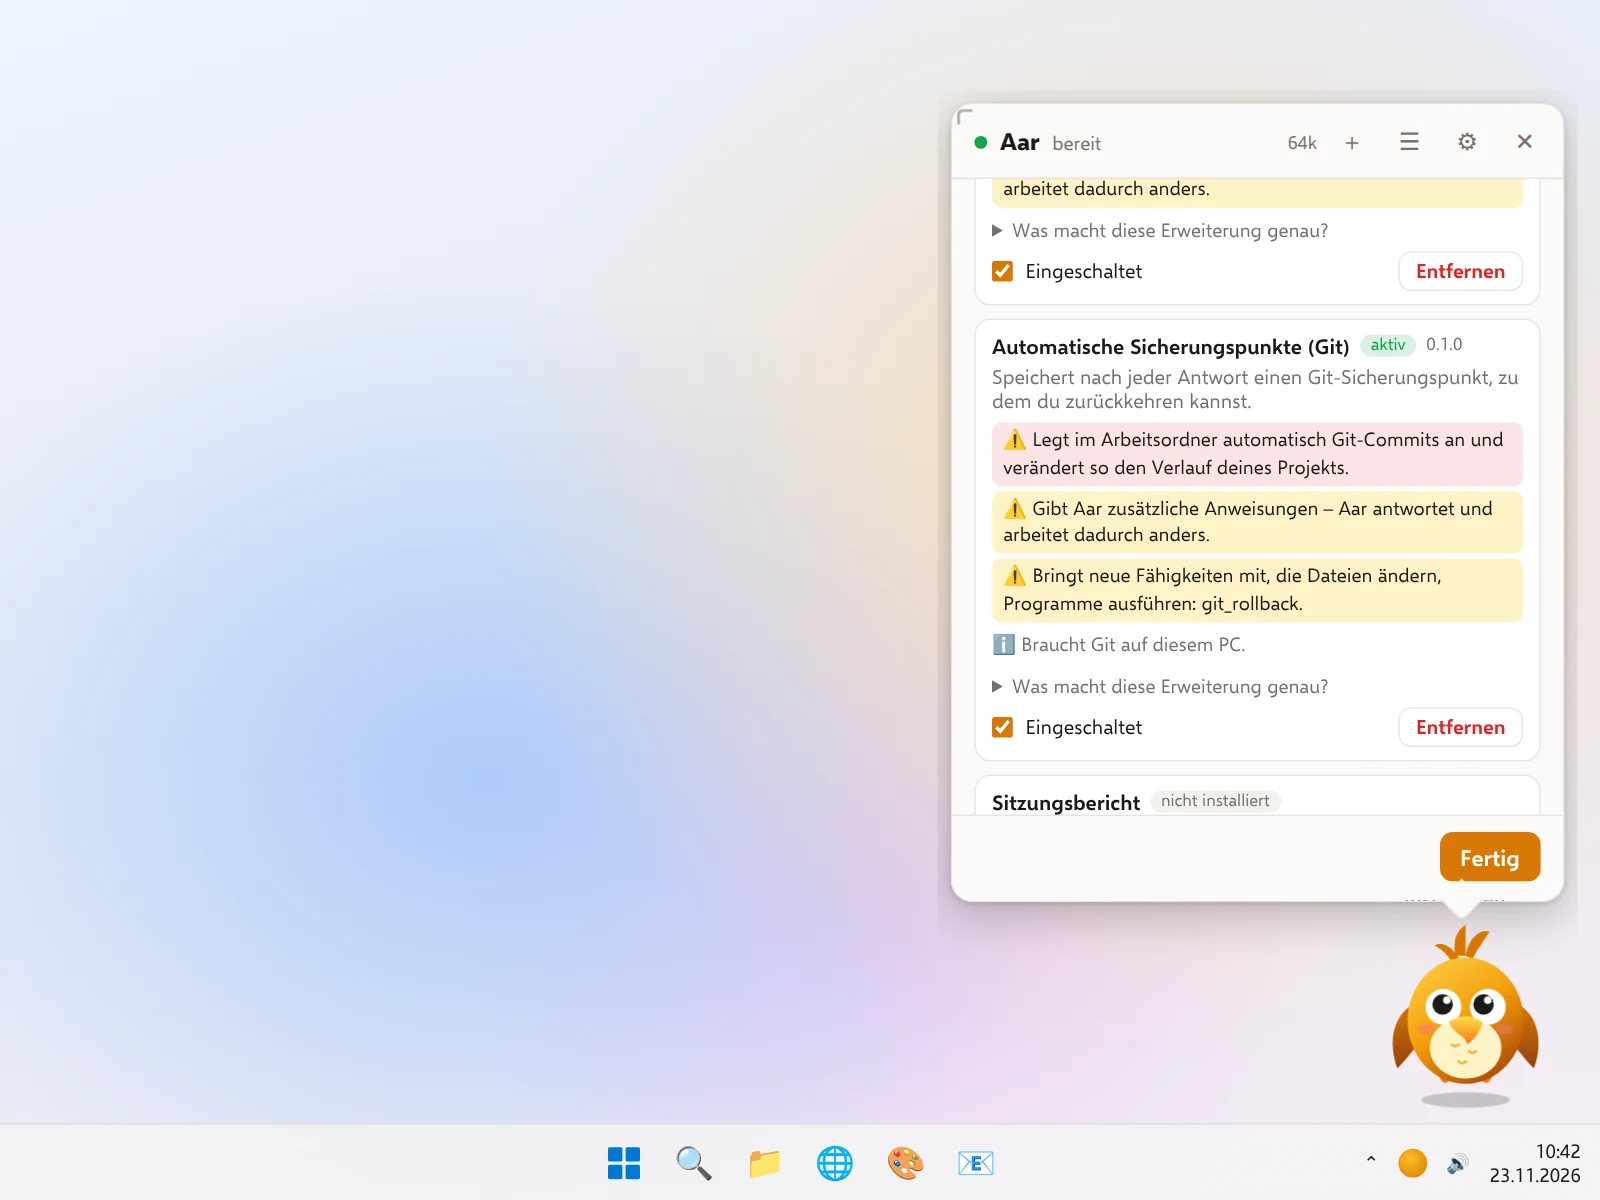 Aar bereit 64k
arbeitet dadurch anders.
Was macht diese Erweiterung genau?
Eingeschaltet Entfernen
Automatische Sicherungspunkte (Git) aktiv 0.1.0
Speichert nach jeder Antwort einen Git-Sicherungspunkt, zu
dem du zurückkehren kannst.
⚠️ Legt im Arbeitsordner automatisch Git-Commits an und
verändert so den Verlauf deines Projekts.
⚠️ Gibt Aar zusätzliche Anweisungen – Aar antwortet und
arbeitet dadurch anders.
⚠️ Bringt neue Fähigkeiten mit, die Dateien ändern,
Programme ausführen: git_rollback.
ℹ️ Braucht Git auf diesem PC.
Was macht diese Erweiterung genau?
Eingeschaltet Entfernen
Sitzungsbericht nicht installiert
Fertig
10:42
23.11.2026